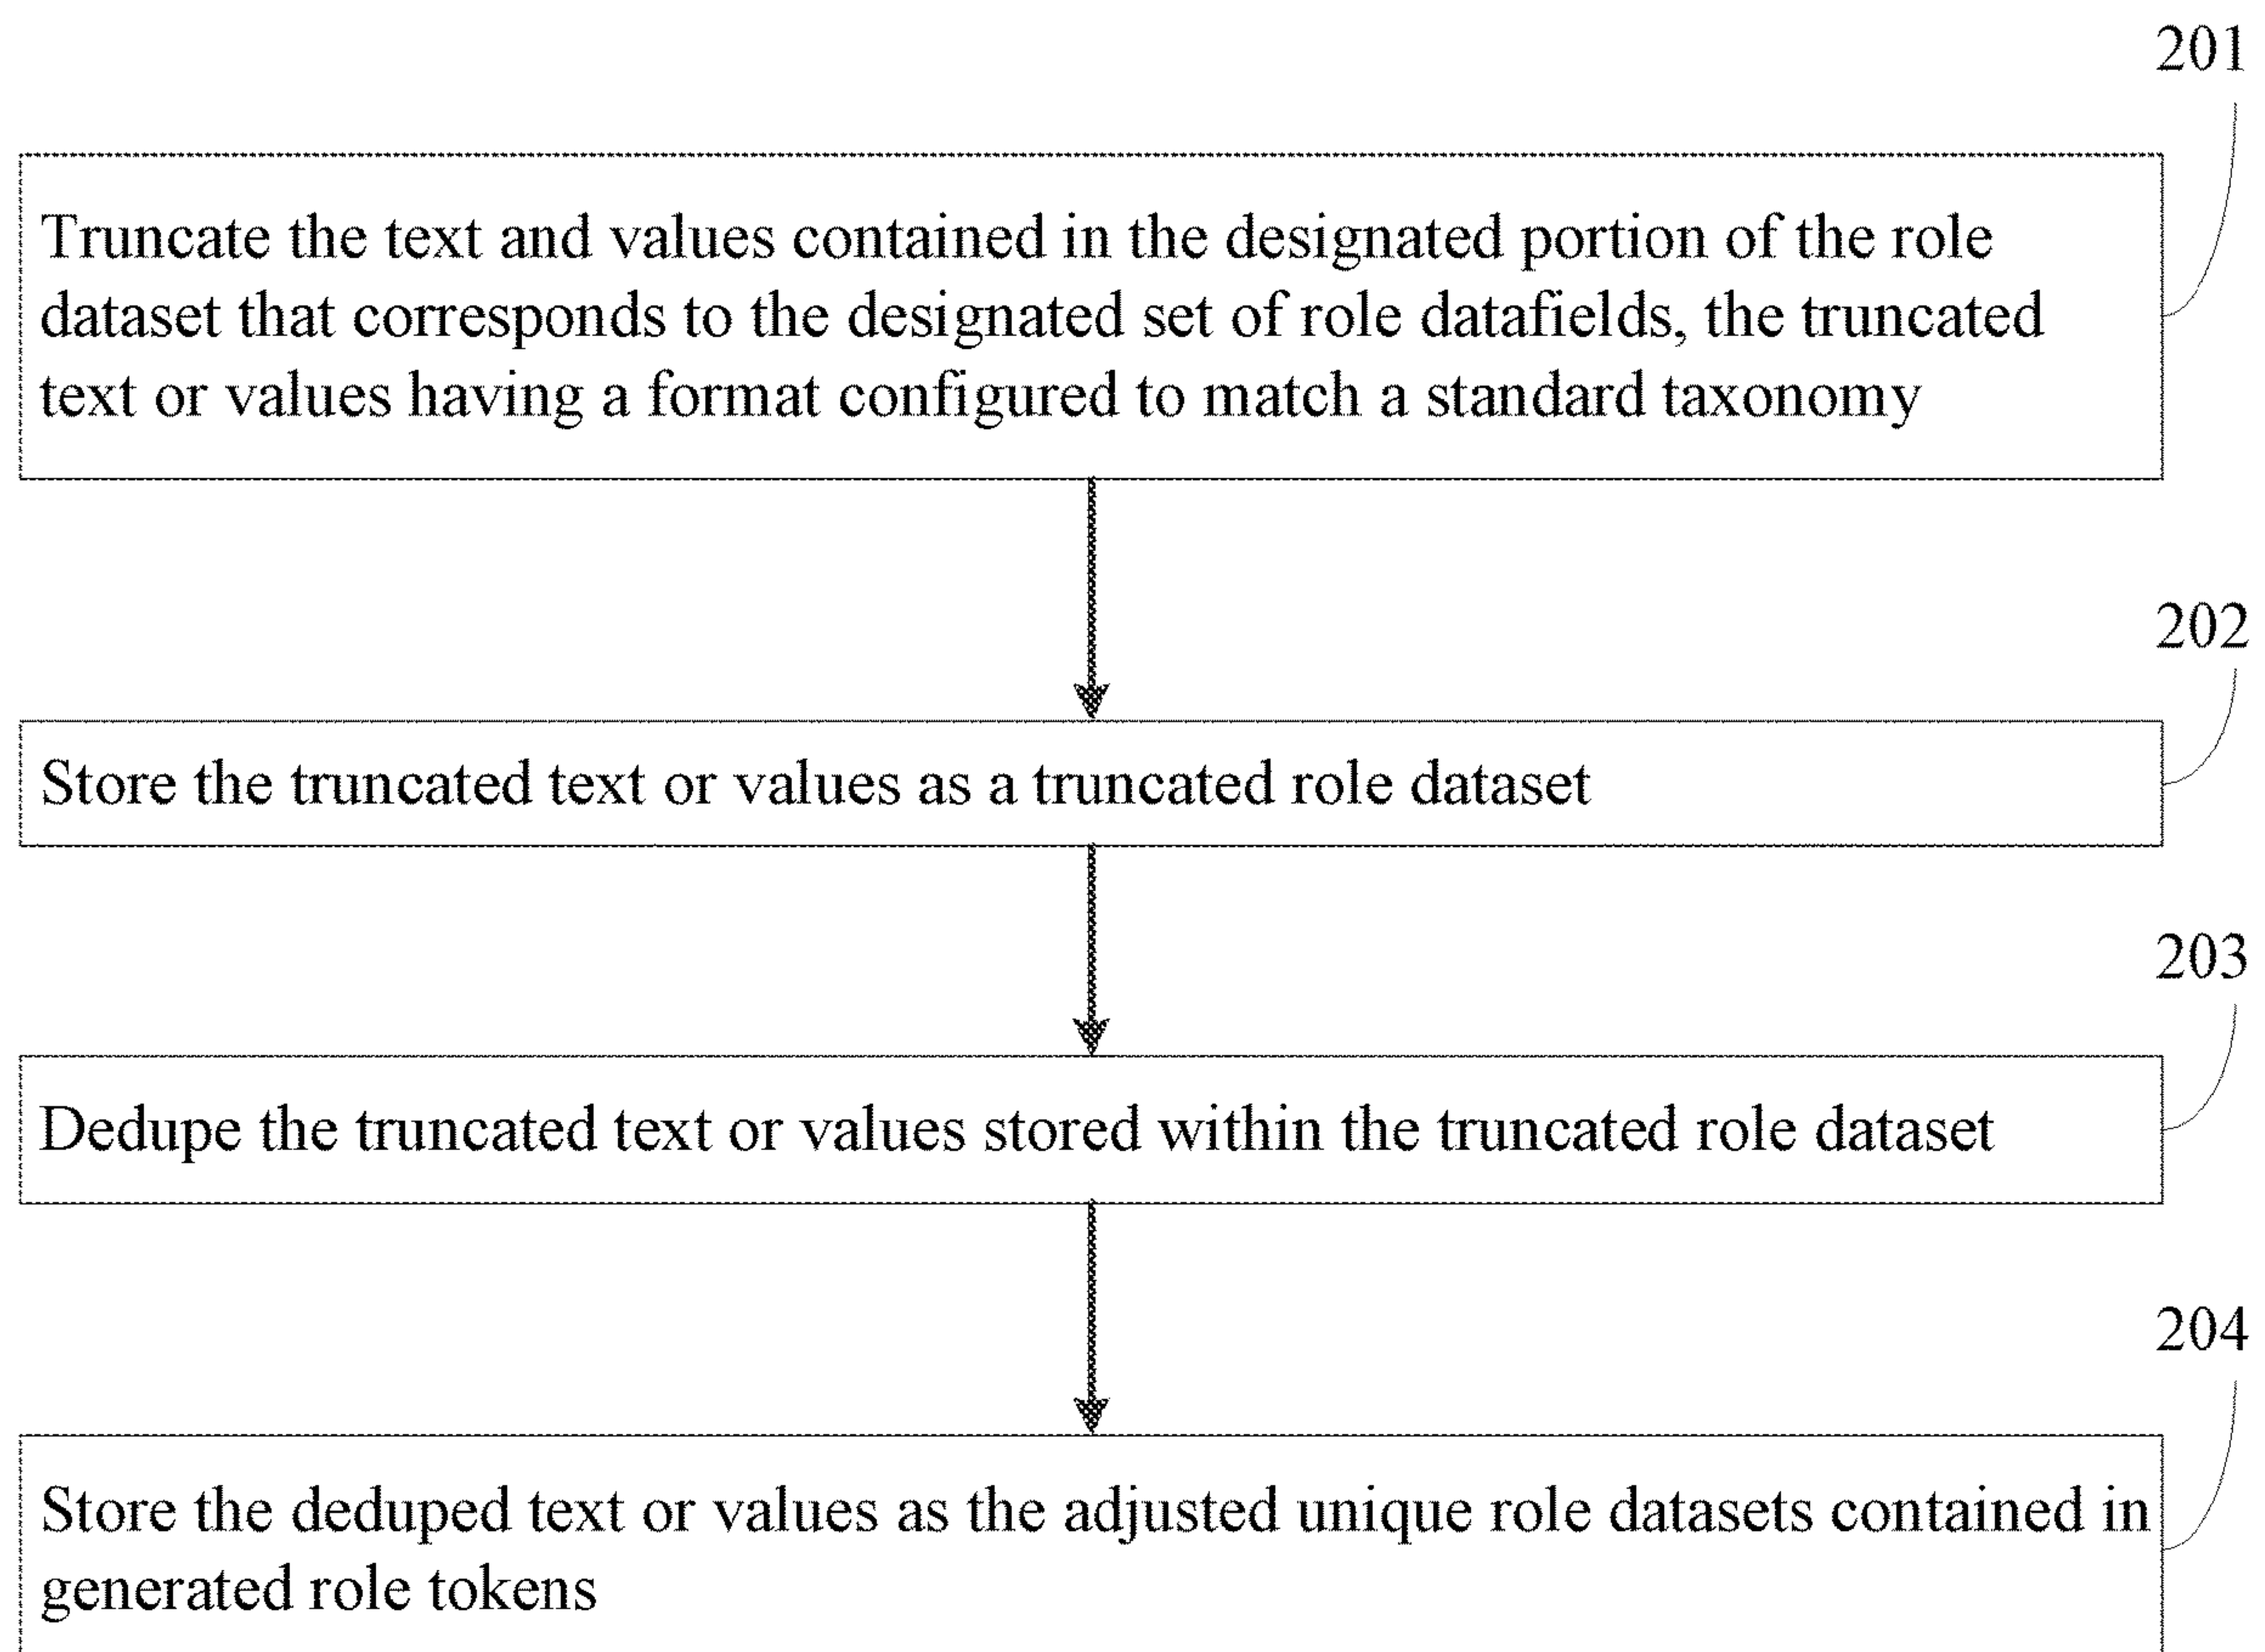 201
Truncate the text and values contained in the designated portion of the role
dataset that corresponds to the designated set of role datafields, the truncated
text or values having a format configured to match a standard taxonomy
202
Store the truncated text or values as a truncated role dataset
203
Dedupe the truncated text or values stored within the truncated role dataset
204
Store the deduped text or values as the adjusted unique role datasets contained in
generated role tokens